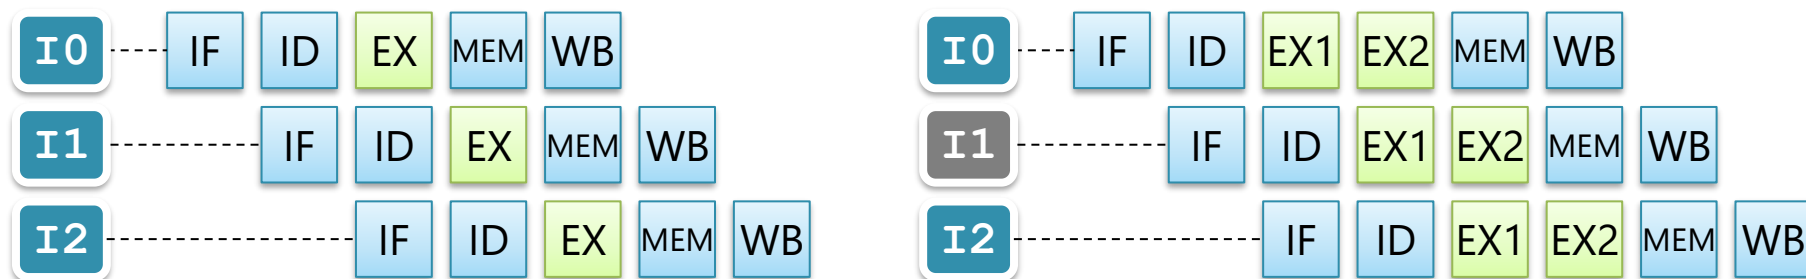 I0 IF ID EX MEM WB
I1 IF ID EX MEM WB
I2 IF ID EX MEM WB
I0 IF ID EX1 EX2 MEM WB
I1 IF ID EX1 EX2 MEM WB
I2 IF ID EX1 EX2 MEM WB